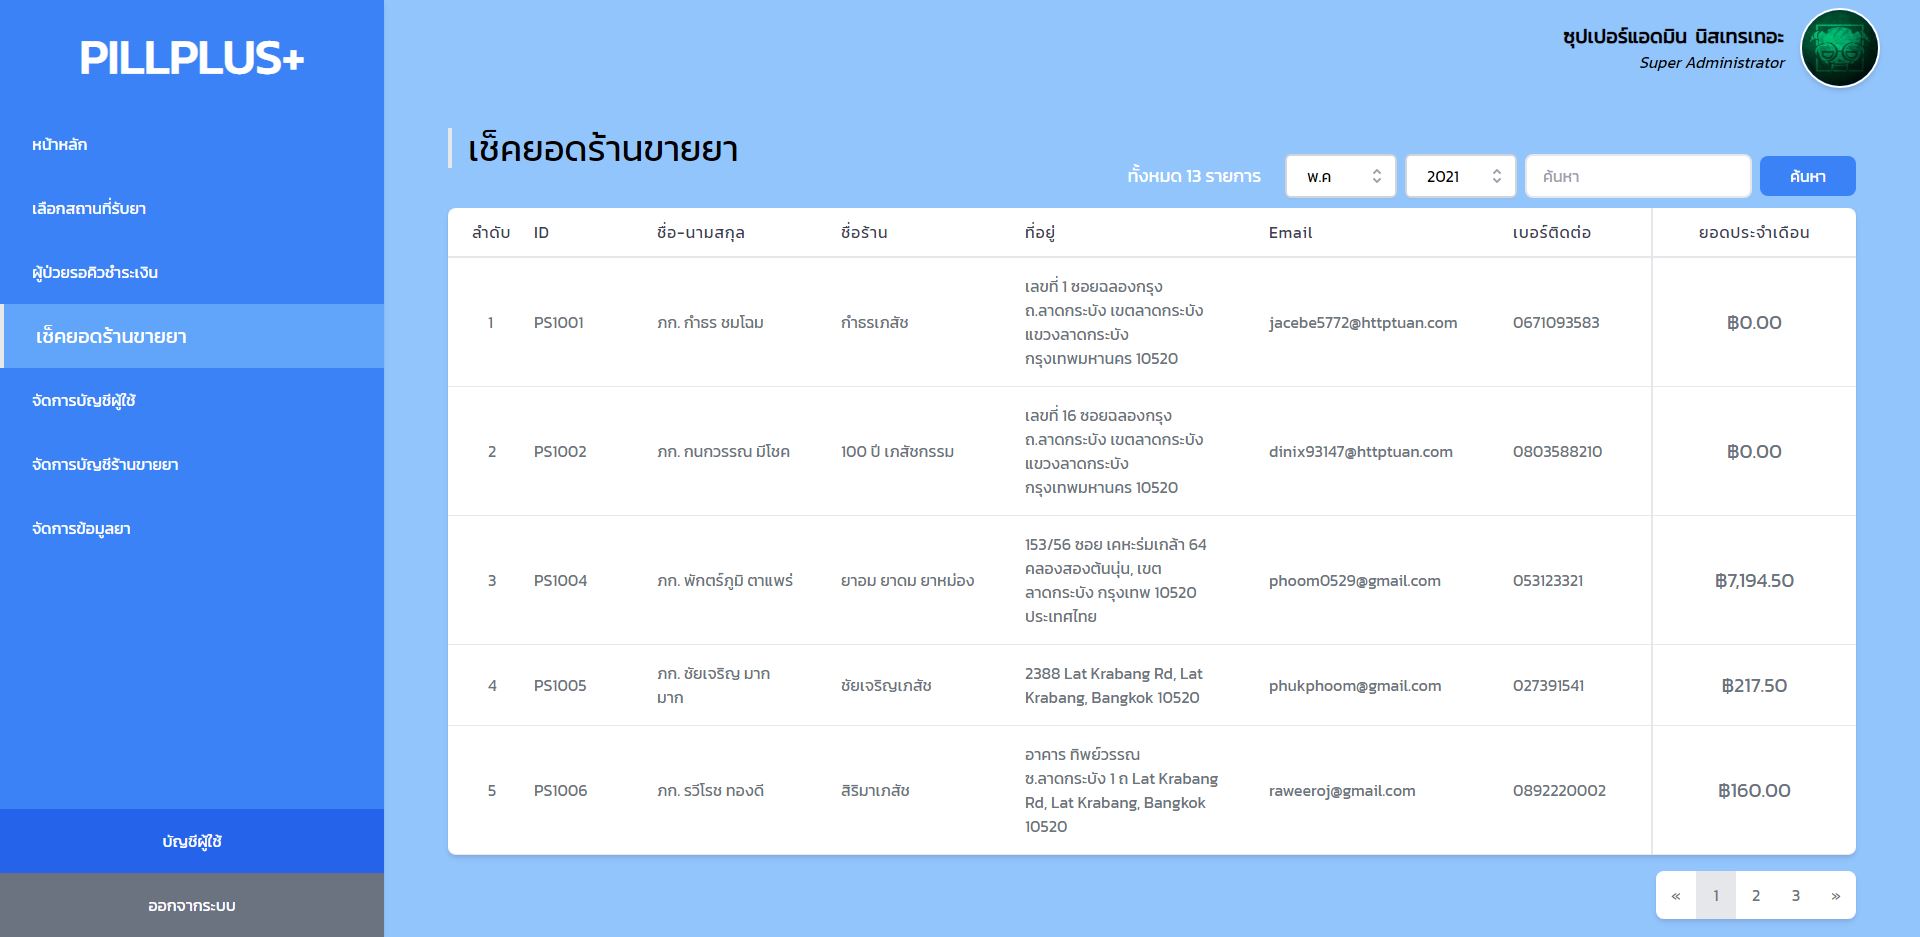 PILLPLUS+
หน้าหลัก
เลือกสถานที่รับยา
ผู้ป่วยรอคิวชำระเงิน
เช็คยอดร้านขายยา
จัดการบัญชีผู้ใช้
จัดการบัญชีร้านขายยา
จัดการข้อมูลยา
บัญชีผู้ใช้
ออกจากระบบ
ซุปเปอร์แอดมิน นิสเทรเทอะ
Super Administrator
เช็คยอดร้านขายยา
ทั้งหมด 13 รายการ พ.ค 2021 ค้นหา ค้นหา
ลำดับ ID ชื่อ-นามสกุล ชื่อร้าน ที่อยู่ Email เบอร์ติดต่อ ยอดประจำเดือน
เลขที่ 1 ซอยฉลองกรุง
ถ.ลาดกระบัง เขตลาดกระบัง
1 PS1001 ภก. กำธร ชมโฉม กำธรเภสัช jacebe5772@httptuan.com 0671093583 ฿0.00
แขวงลาดกระบัง
กรุงเทพมหานคร 10520
เลขที่ 16 ซอยฉลองกรุง
ถ.ลาดกระบัง เขตลาดกระบัง
2 PS1002 ภก. กนกวรรณ มีโชค 100 ปี เภสัชกรรม dinix93147@httptuan.com 0803588210 ฿0.00
แขวงลาดกระบัง
กรุงเทพมหานคร 10520
153/56 ซอย เคหะร่มเกล้า 64
คลองสองต้นนุ่น, เขต
3 PS1004 ภก. พักตร์ภูมิ ตาแพร่ ยาอม ยาดม ยาหม่อง phoom0529@gmail.com 053123321 ฿7,194.50
ลาดกระบัง กรุงเทพ 10520
ประเทศไทย
ภก. ชัยเจริญ มาก 2388 Lat Krabang Rd, Lat
4 PS1005 ชัยเจริญเภสัช phukphoom@gmail.com 027391541 ฿217.50
มาก Krabang, Bangkok 10520
อาคาร ทิพย์วรรณ
ซ.ลาดกระบัง 1 ถ Lat Krabang
5 PS1006 ภก. รวีโรช ทองดี สิริมาเภสัช raweeroj@gmail.com 0892220002 ฿160.00
Rd, Lat Krabang, Bangkok
10520
« 1 2 3 »